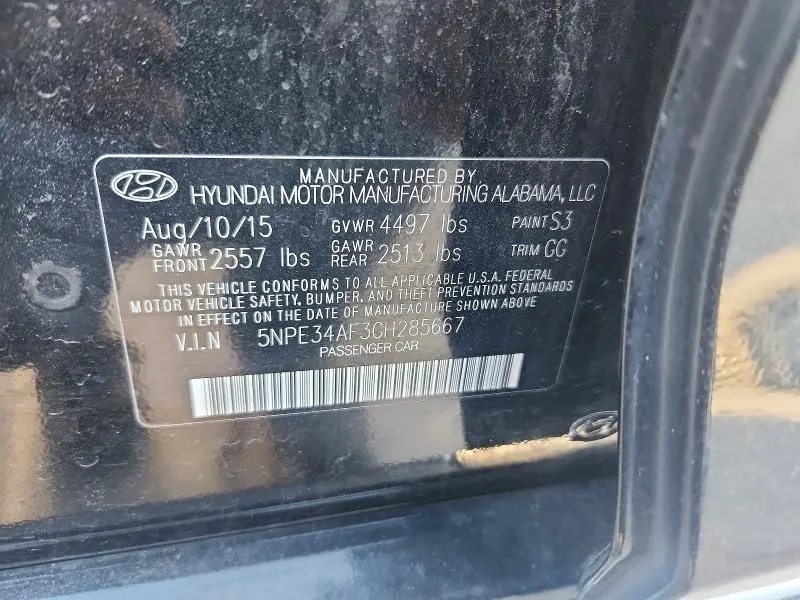 MANUFACTURED BY
HYUNDAI MOTOR MANUFACTURING ALABAMA, LLC
Aug/10/15 GVWR 4497 lbs PAINT S3
GAWR FRONT 2557 lbs GAWR REAR 2513 lbs TRIM GG
THIS VEHICLE CONFORMS TO ALL APPLICABLE U.S.A. FEDERAL
MOTOR VEHICLE SAFETY, BUMPER, AND THEFT PREVENTION STANDARDS
IN EFFECT ON THE DATE OF MANUFACTURE SHOWN ABOVE
V.I.N 5NPE34AF3GH285667
PASSENGER CAR